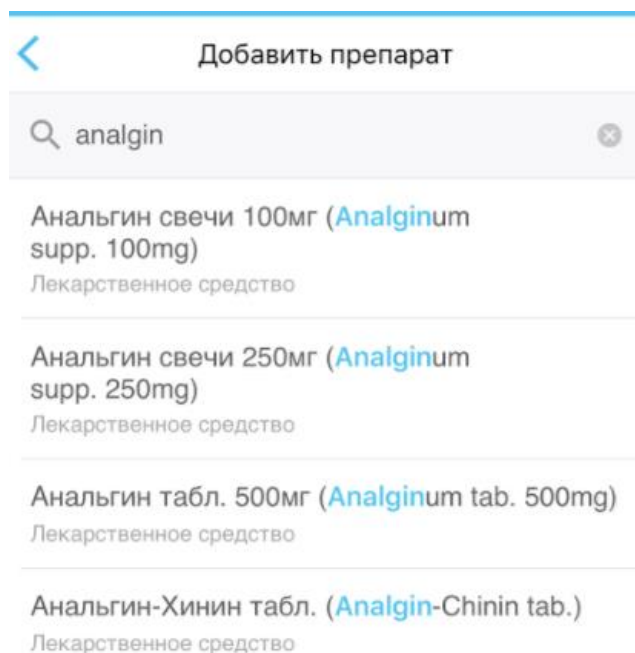 Добавить препарат
analgin
Анальгин свечи 100мг (Analginum
supp. 100mg)
Лекарственное средство
Анальгин свечи 250мг (Analginum
supp. 250mg)
Лекарственное средство
Анальгин табл. 500мг (Analginum tab. 500mg)
Лекарственное средство
Анальгин-Хинин табл. (Analgin-Chinin tab.)
Лекарственное средство